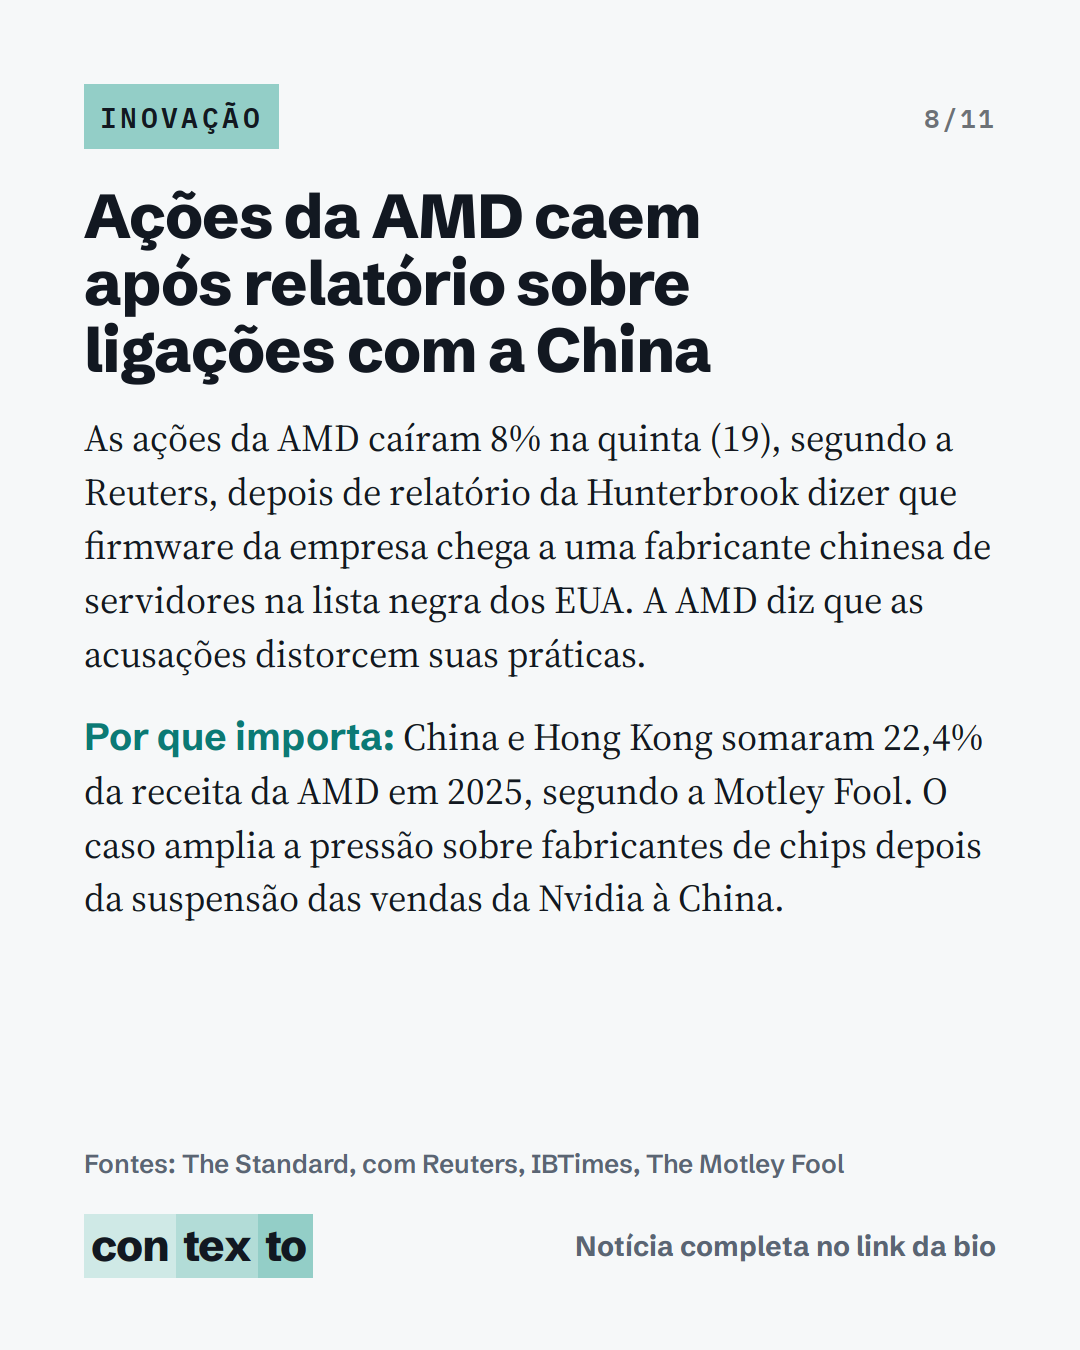 INOVAÇÃO
8/11
Ações da AMD caem
após relatório sobre
ligações com a China
As ações da AMD caíram 8% na quinta (19), segundo a
Reuters, depois de relatório da Hunterbrook dizer que
firmware da empresa chega a uma fabricante chinesa de
servidores na lista negra dos EUA. A AMD diz que as
acusações distorcem suas práticas.
Por que importa: China e Hong Kong somaram 22,4%
da receita da AMD em 2025, segundo a Motley Fool. O
caso amplia a pressão sobre fabricantes de chips depois
da suspensão das vendas da Nvidia à China.
Fontes: The Standard, com Reuters, IBTimes, The Motley Fool
contexto
Notícia completa no link da bio